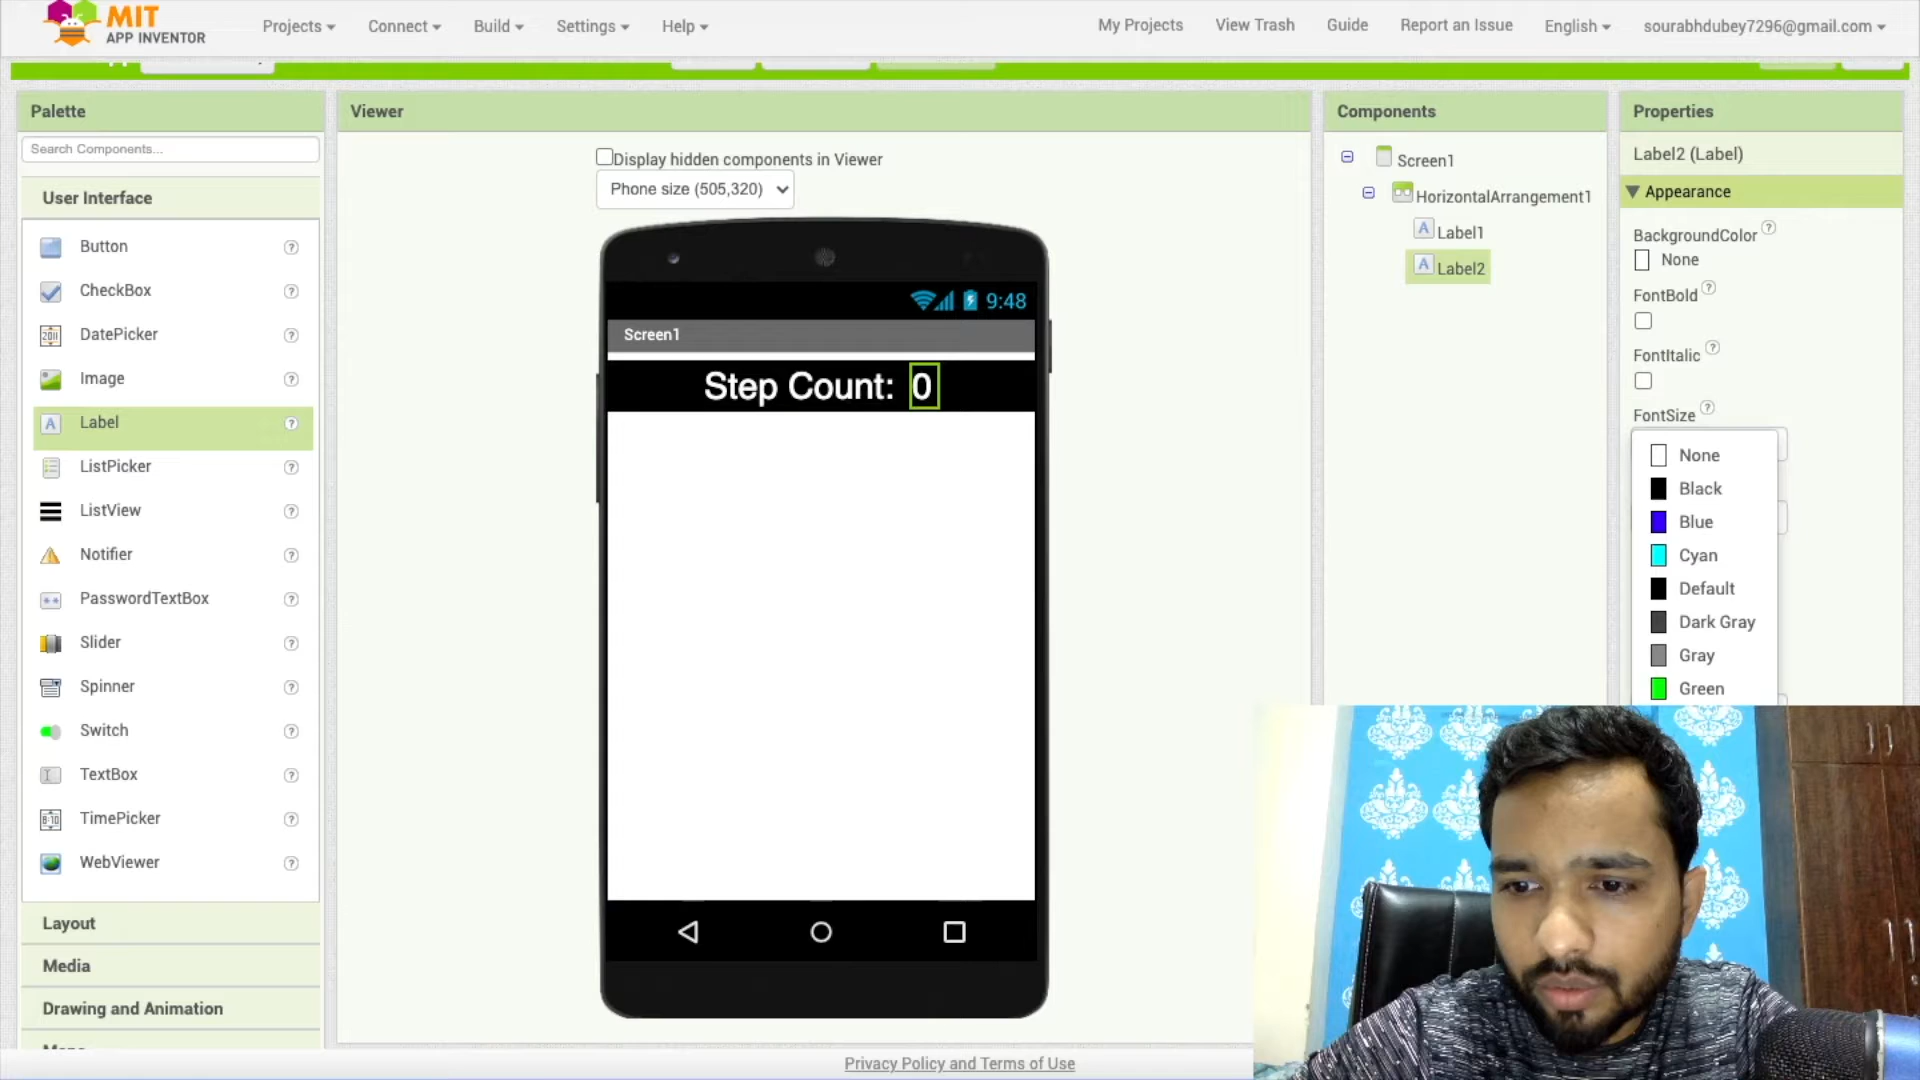 MIT
APP INVENTOR
Projects
Connect
Build
Settings
Help
My Projects
View Trash
Guide
Report an Issue
English
sourabhdubey7296@gmail.com
Palette
Search Components...
User Interface
Button
?
CheckBox
?
DatePicker
?
Image
?
Label
?
ListPicker
?
ListView
?
Notifier
?
PasswordTextBox
?
Slider
?
Spinner
?
Switch
?
TextBox
?
TimePicker
?
WebViewer
?
Layout
Media
Drawing and Animation
Viewer
Display hidden components in Viewer
Phone size (505,320)
9:48
Screen1
Step Count: 0
Components
Screen1
HorizontalArrangement1
A Label1
A Label2
Properties
Label2 (Label)
Appearance
BackgroundColor ?
None
FontBold ?
FontItalic ?
FontSize ?
None
Black
Blue
Cyan
Default
Dark Gray
Gray
Green
Privacy Policy and Terms of Use